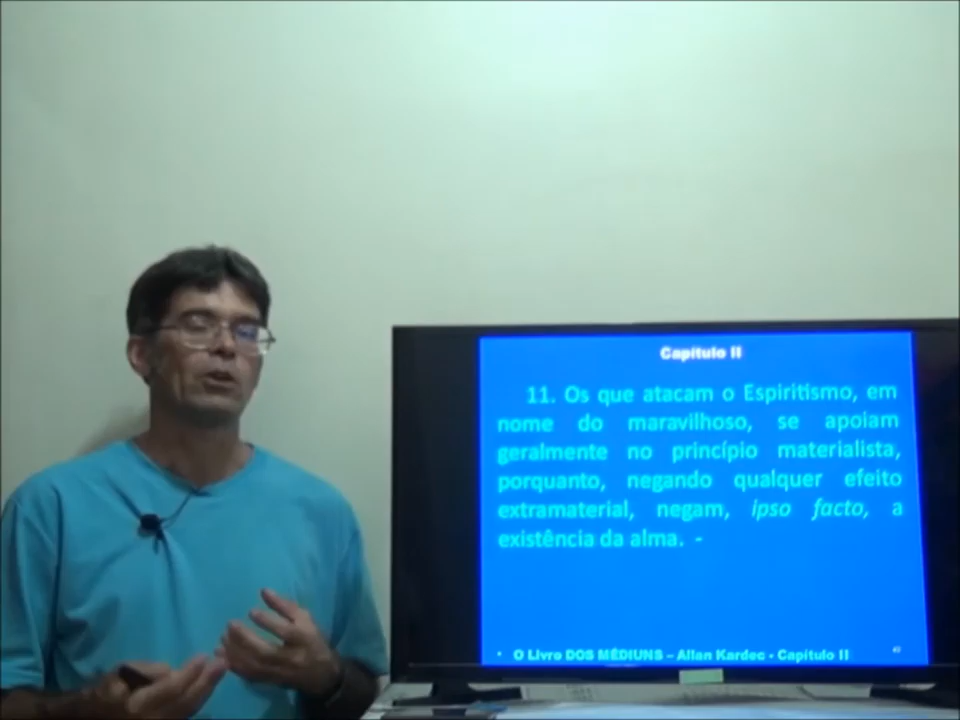 Capítulo II
11. Os que atacam o Espiritismo, em
nome do maravilhoso, se apoiam
geralmente no princípio materialista,
porquanto, negando qualquer efeito
extramaterial, negam, ipso facto, a
existência da alma. -
• O Livro DOS MÉDIUNS – Allan Kardec - Capítulo II